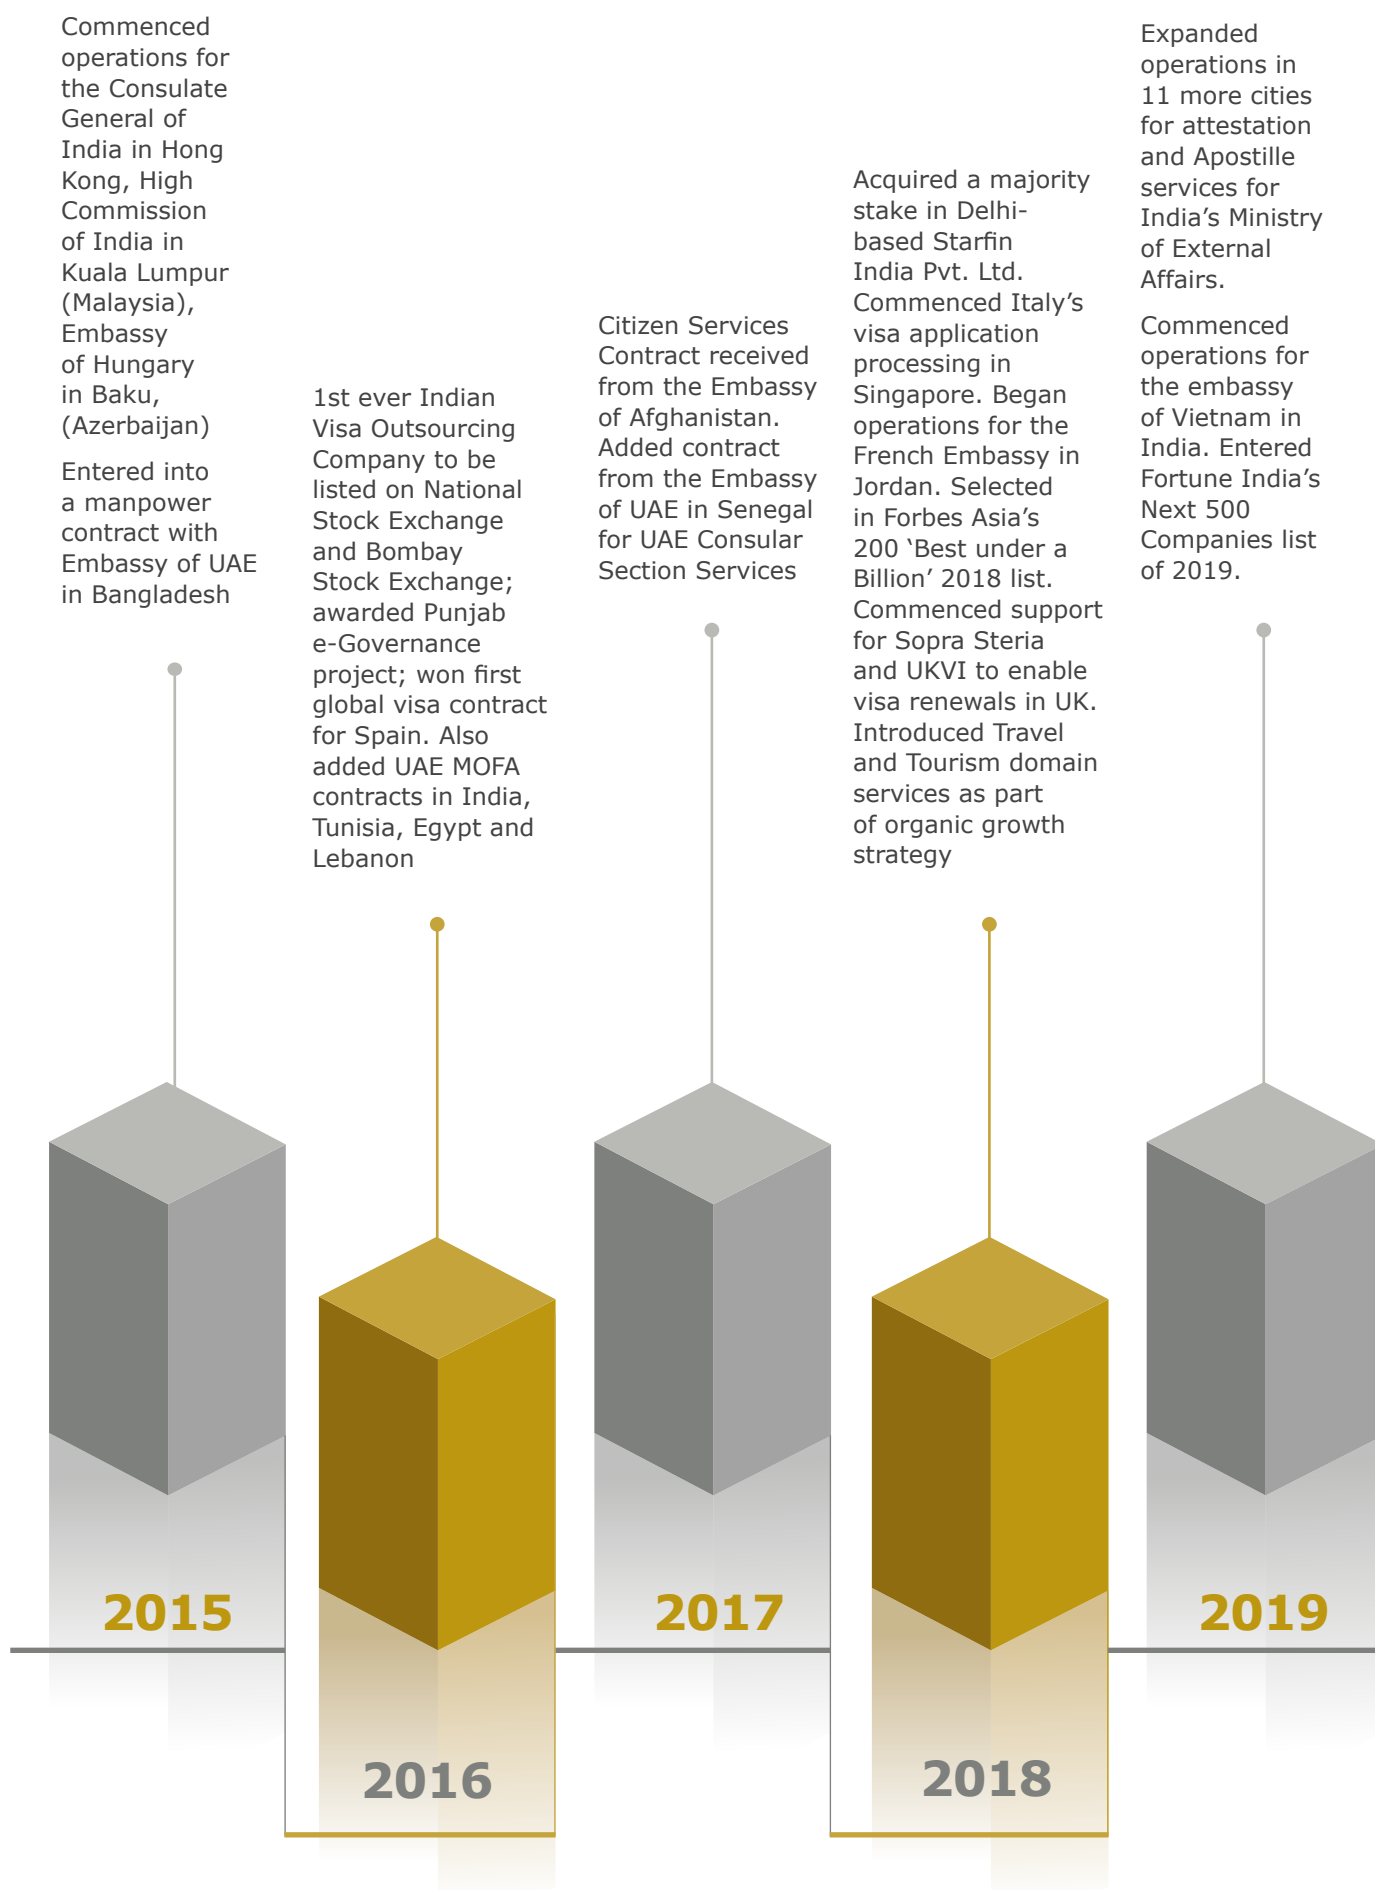 Commenced
operations for
the Consulate
General of
India in Hong
Kong, High
Commission
of India in
Kuala Lumpur
(Malaysia),
Embassy
of Hungary
in Baku,
(Azerbaijan)
Entered into
a manpower
contract with
Embassy of UAE
in Bangladesh
2015
1st ever Indian
Visa Outsourcing
Company to be
listed on National
Stock Exchange
and Bombay
Stock Exchange;
awarded Punjab
e-Governance
project; won first
global visa contract
for Spain. Also
added UAE MOFA
contracts in India,
Tunisia, Egypt and
Lebanon
2016
Citizen Services
Contract received
from the Embassy
of Afghanistan.
Added contract
from the Embassy
of UAE in Senegal
for UAE Consular
Section Services
2017
Acquired a majority
stake in Delhi-
based Starfin
India Pvt. Ltd.
Commenced Italy’s
visa application
processing in
Singapore. Began
operations for the
French Embassy in
Jordan. Selected
in Forbes Asia’s
200 ‘Best under a
Billion’ 2018 list.
Commenced support
for Sopra Steria
and UKVI to enable
visa renewals in UK.
Introduced Travel
and Tourism domain
services as part
of organic growth
strategy
2018
Expanded
operations in
11 more cities
for attestation
and Apostille
services for
India’s Ministry
of External
Affairs.
Commenced
operations for
the embassy
of Vietnam in
India. Entered
Fortune India’s
Next 500
Companies list
of 2019.
2019